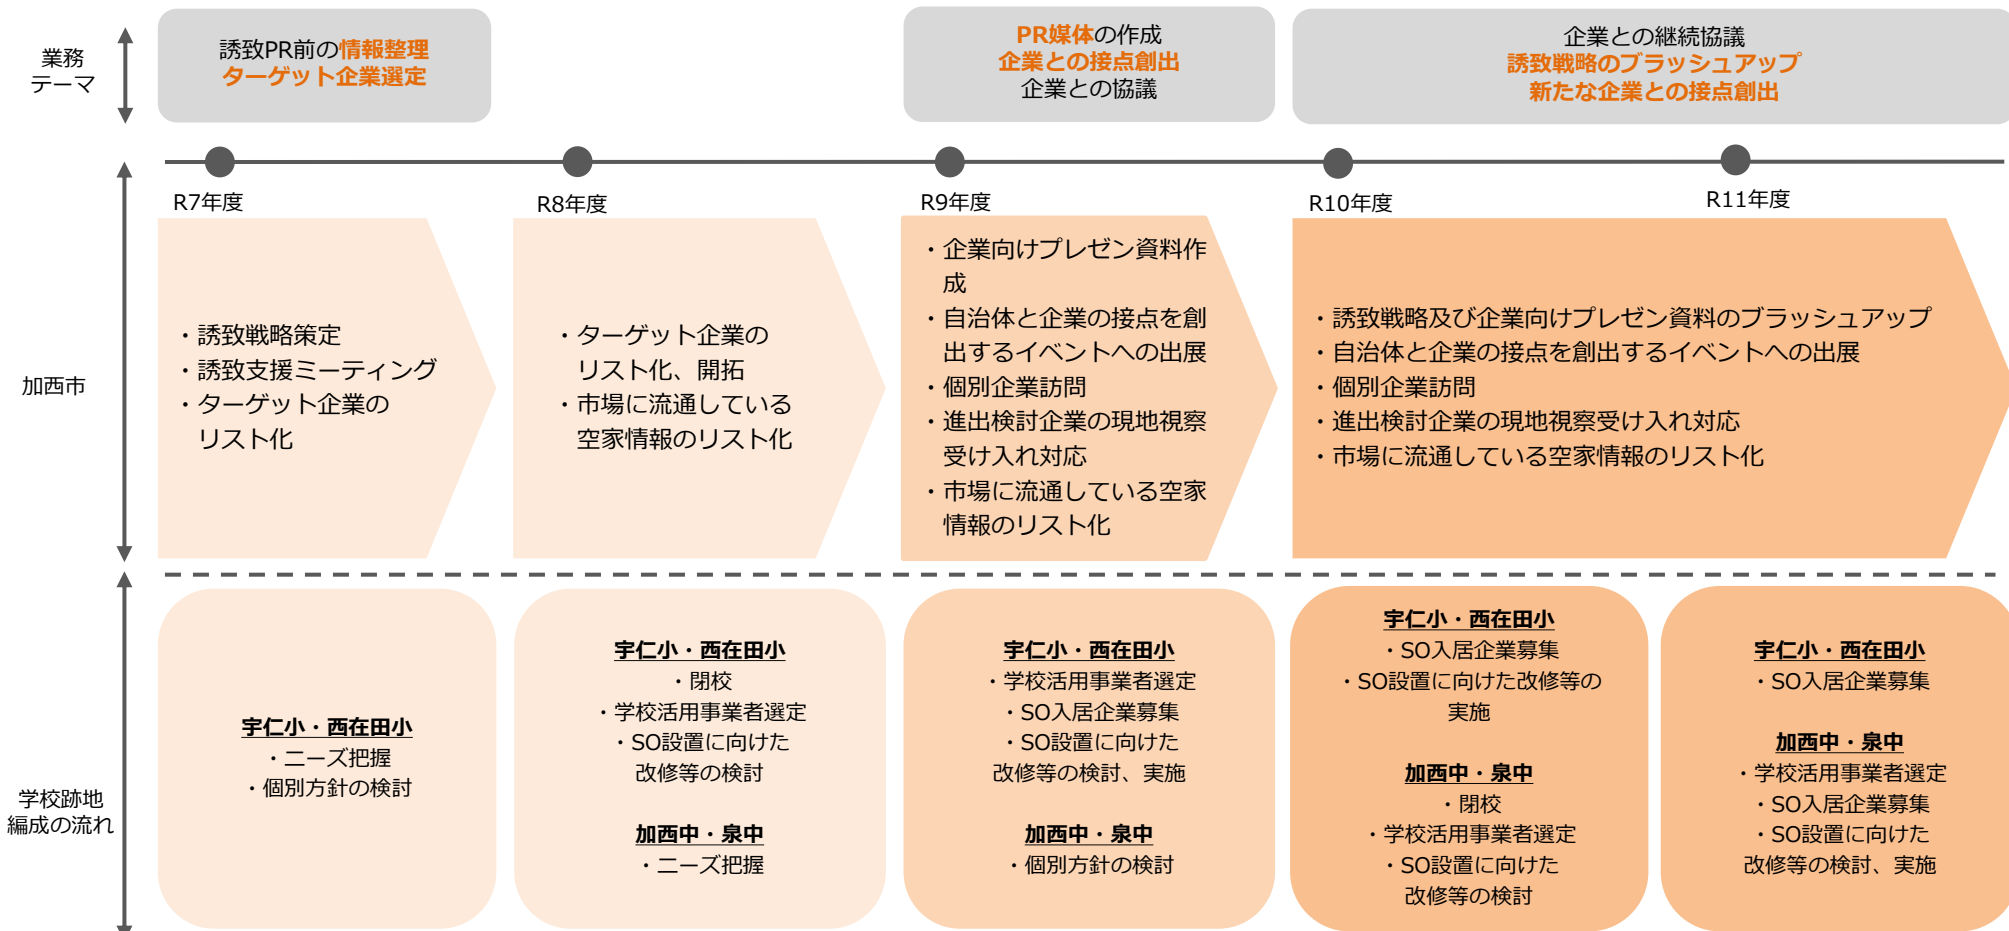 業務
テーマ
誘致PR前の情報整理
ターゲット企業選定
PR媒体の作成
企業との接点創出
企業との協議
企業との継続協議
誘致戦略のブラッシュアップ
新たな企業との接点創出
加西市
R7年度
R8年度
R9年度
R10年度
R11年度
・誘致戦略策定
・誘致支援ミーティング
・ターゲット企業の
リスト化
・ターゲット企業の
リスト化、開拓
・市場に流通している
空家情報のリスト化
・企業向けプレゼン資料作
成
・自治体と企業の接点を創
出するイベントへの出展
・個別企業訪問
・進出検討企業の現地視察
受け入れ対応
・市場に流通している空家
情報のリスト化
・誘致戦略及び企業向けプレゼン資料のブラッシュアップ
・自治体と企業の接点を創出するイベントへの出展
・個別企業訪問
・進出検討企業の現地視察受け入れ対応
・市場に流通している空家情報のリスト化
学校跡地
編成の流れ
宇仁小・西在田小
・ニーズ把握
・個別方針の検討
宇仁小・西在田小
・閉校
・学校活用事業者選定
・SO設置に向けた
改修等の検討
加西中・泉中
・ニーズ把握
宇仁小・西在田小
・学校活用事業者選定
・SO入居企業募集
・SO設置に向けた
改修等の検討、実施
加西中・泉中
・個別方針の検討
宇仁小・西在田小
・SO入居企業募集
・SO設置に向けた改修等の
実施
加西中・泉中
・閉校
・学校活用事業者選定
・SO設置に向けた
改修等の検討
宇仁小・西在田小
・SO入居企業募集
加西中・泉中
・学校活用事業者選定
・SO入居企業募集
・SO設置に向けた
改修等の検討、実施